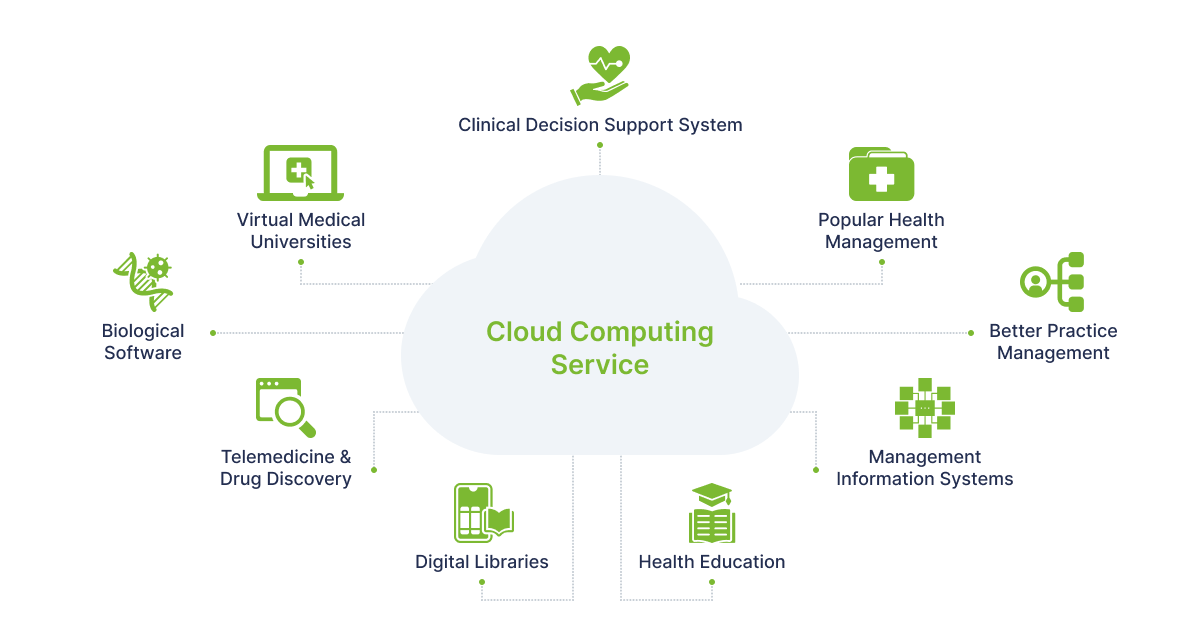 Clinical Decision Support System
Virtual Medical
Universities
Popular Health
Management
Biological
Software
Cloud Computing
Service
Better Practice
Management
Telemedicine &
Drug Discovery
Management
Information Systems
Digital Libraries
Health Education